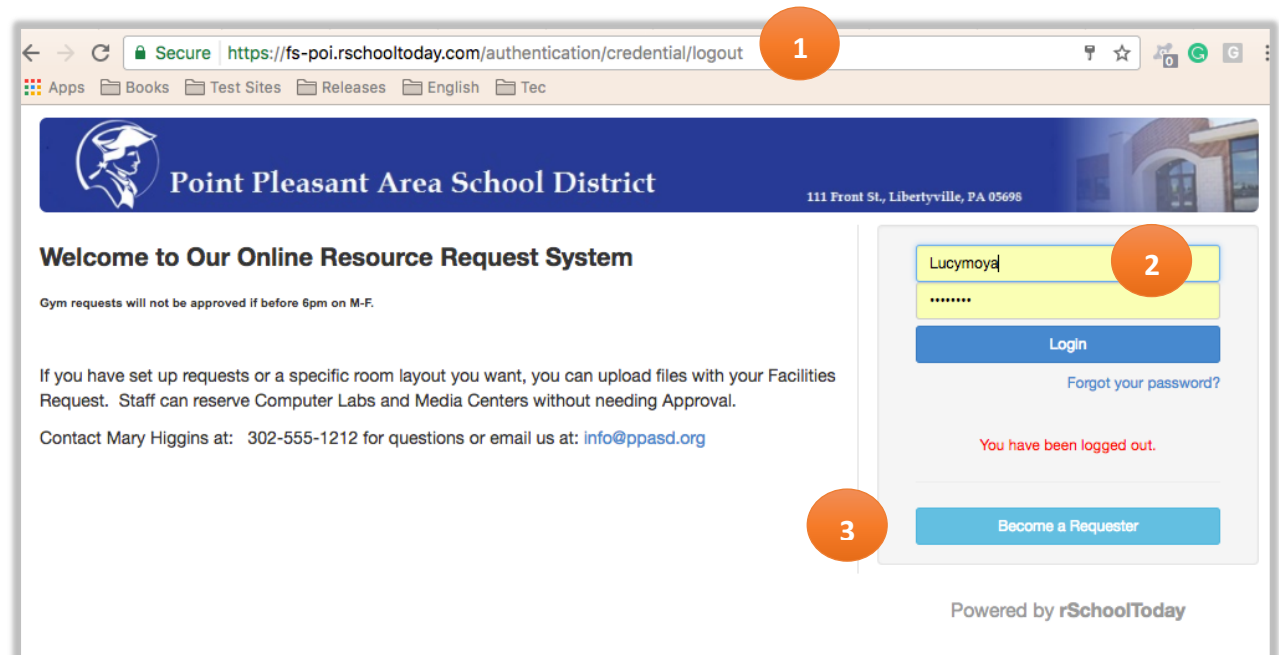 Secure https://fs-poi.rschooltoday.com/authentication/credential/logout
1
0
G
G
Apps Books Test Sites Releases English Tec
Point Pleasant Area School District
111 Front St., Libertyville, PA 05698
Welcome to Our Online Resource Request System
Gym requests will not be approved if before 6pm on M-F.
If you have set up requests or a specific room layout you want, you can upload files with your Facilities
Request. Staff can reserve Computer Labs and Media Centers without needing Approval.
Contact Mary Higgins at: 302-555-1212 for questions or email us at: info@ppasd.org
Lucymoya
2
••••••••
Login
Forgot your password?
You have been logged out.
3
Become a Requester
Powered by rSchoolToday